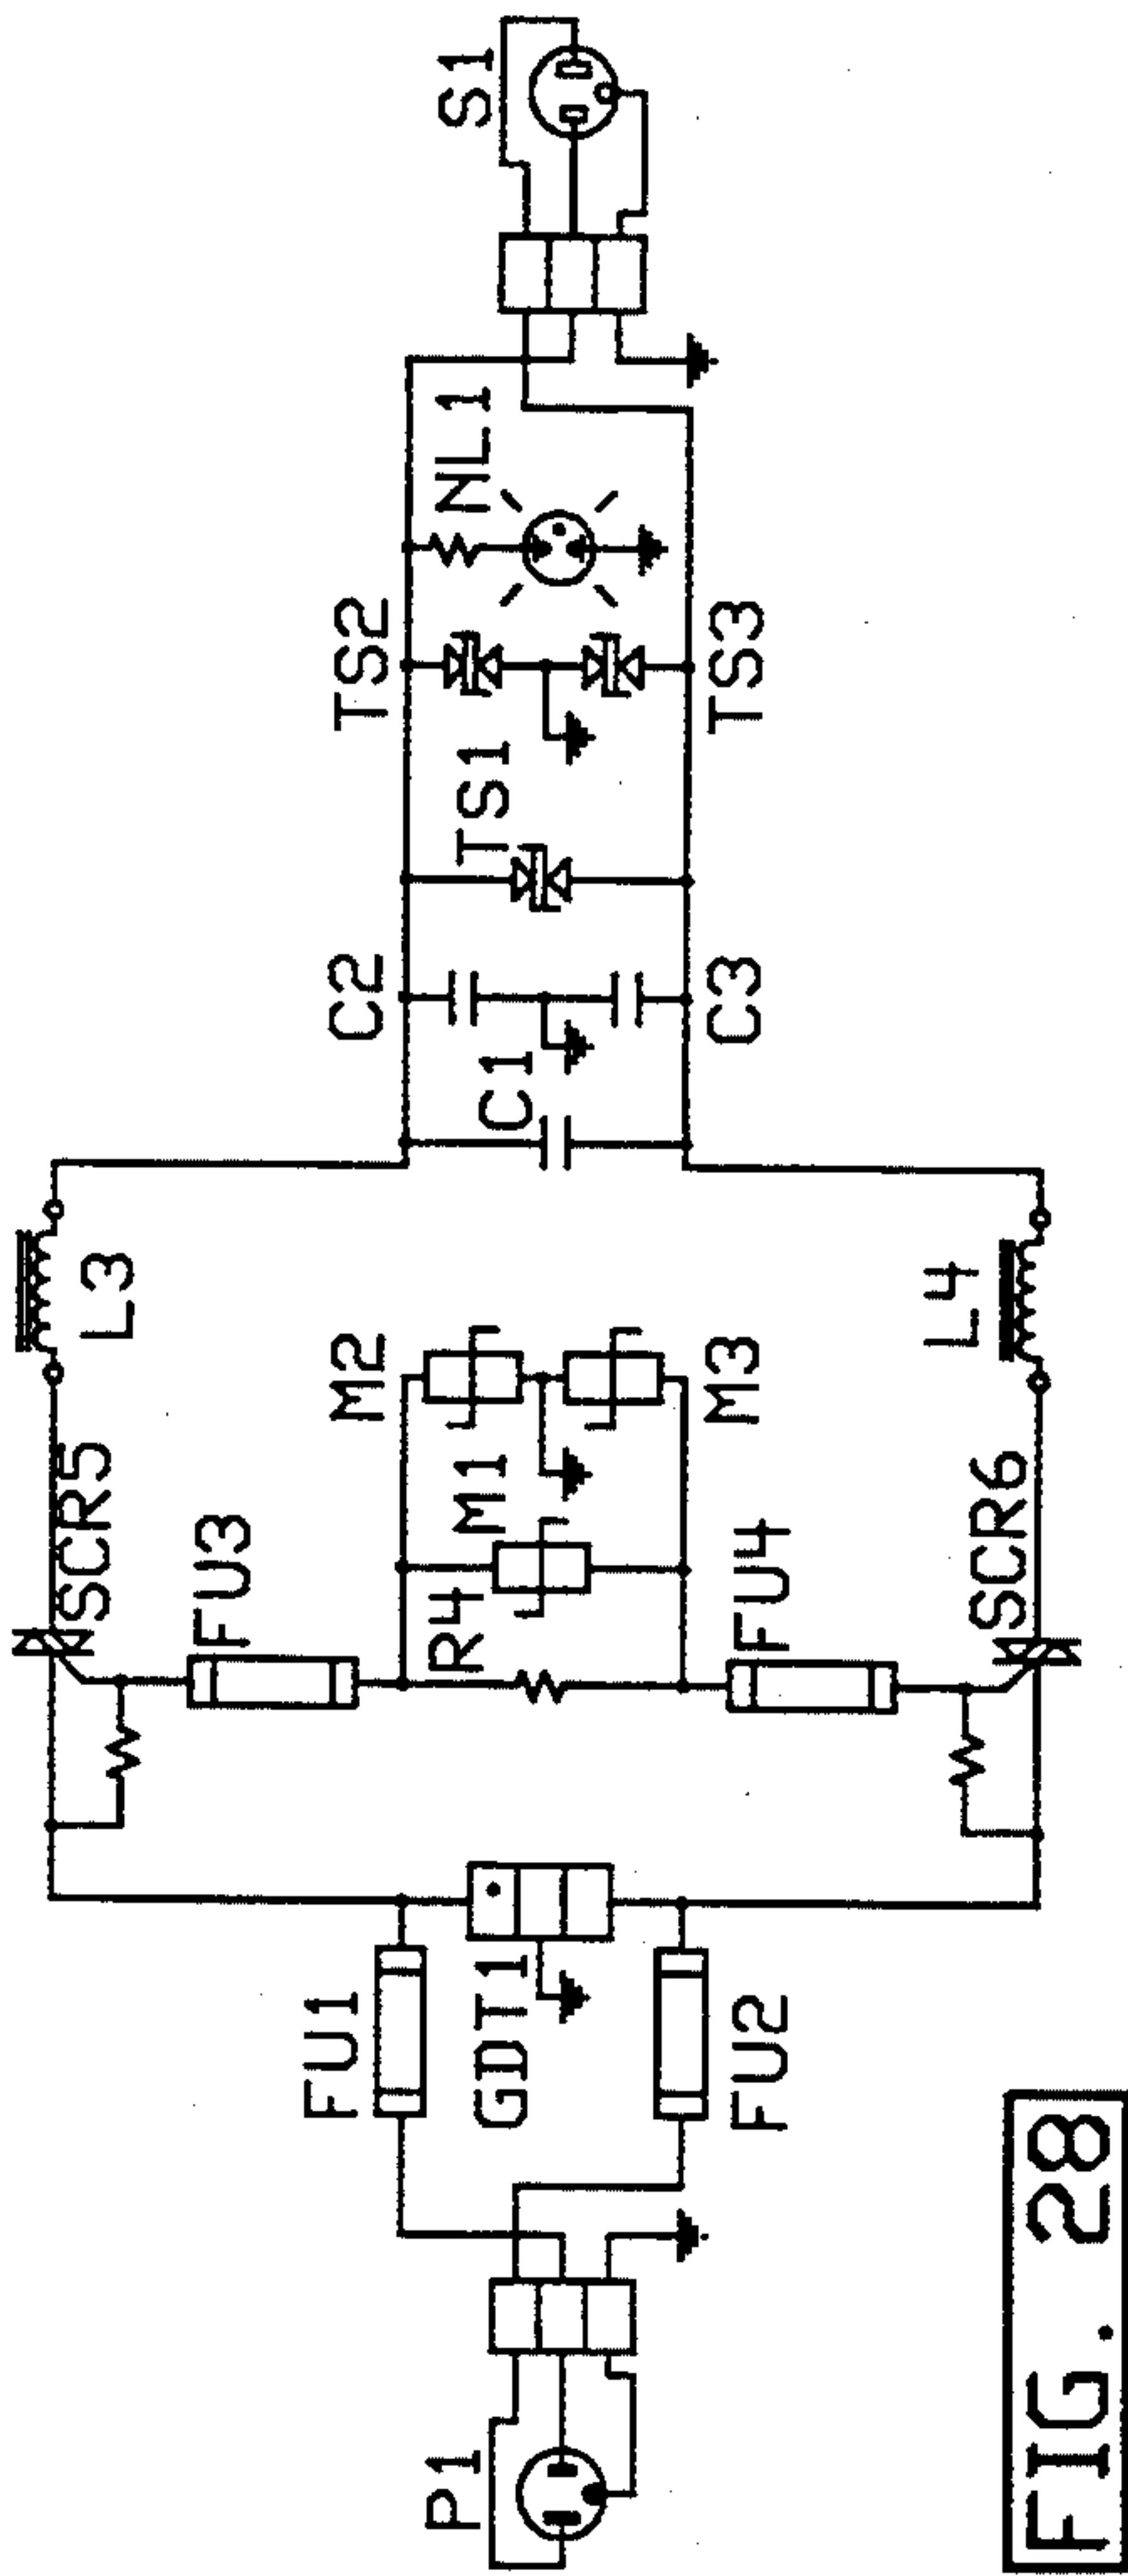 P1
FU1
GDT1
FU2
SCR5
FU3
R4
M1
M2
M3
FU4
SCR6
L3
L4
C1
C2
C3
TS1
TS2
TS3
NL1
S1
FIG. 28